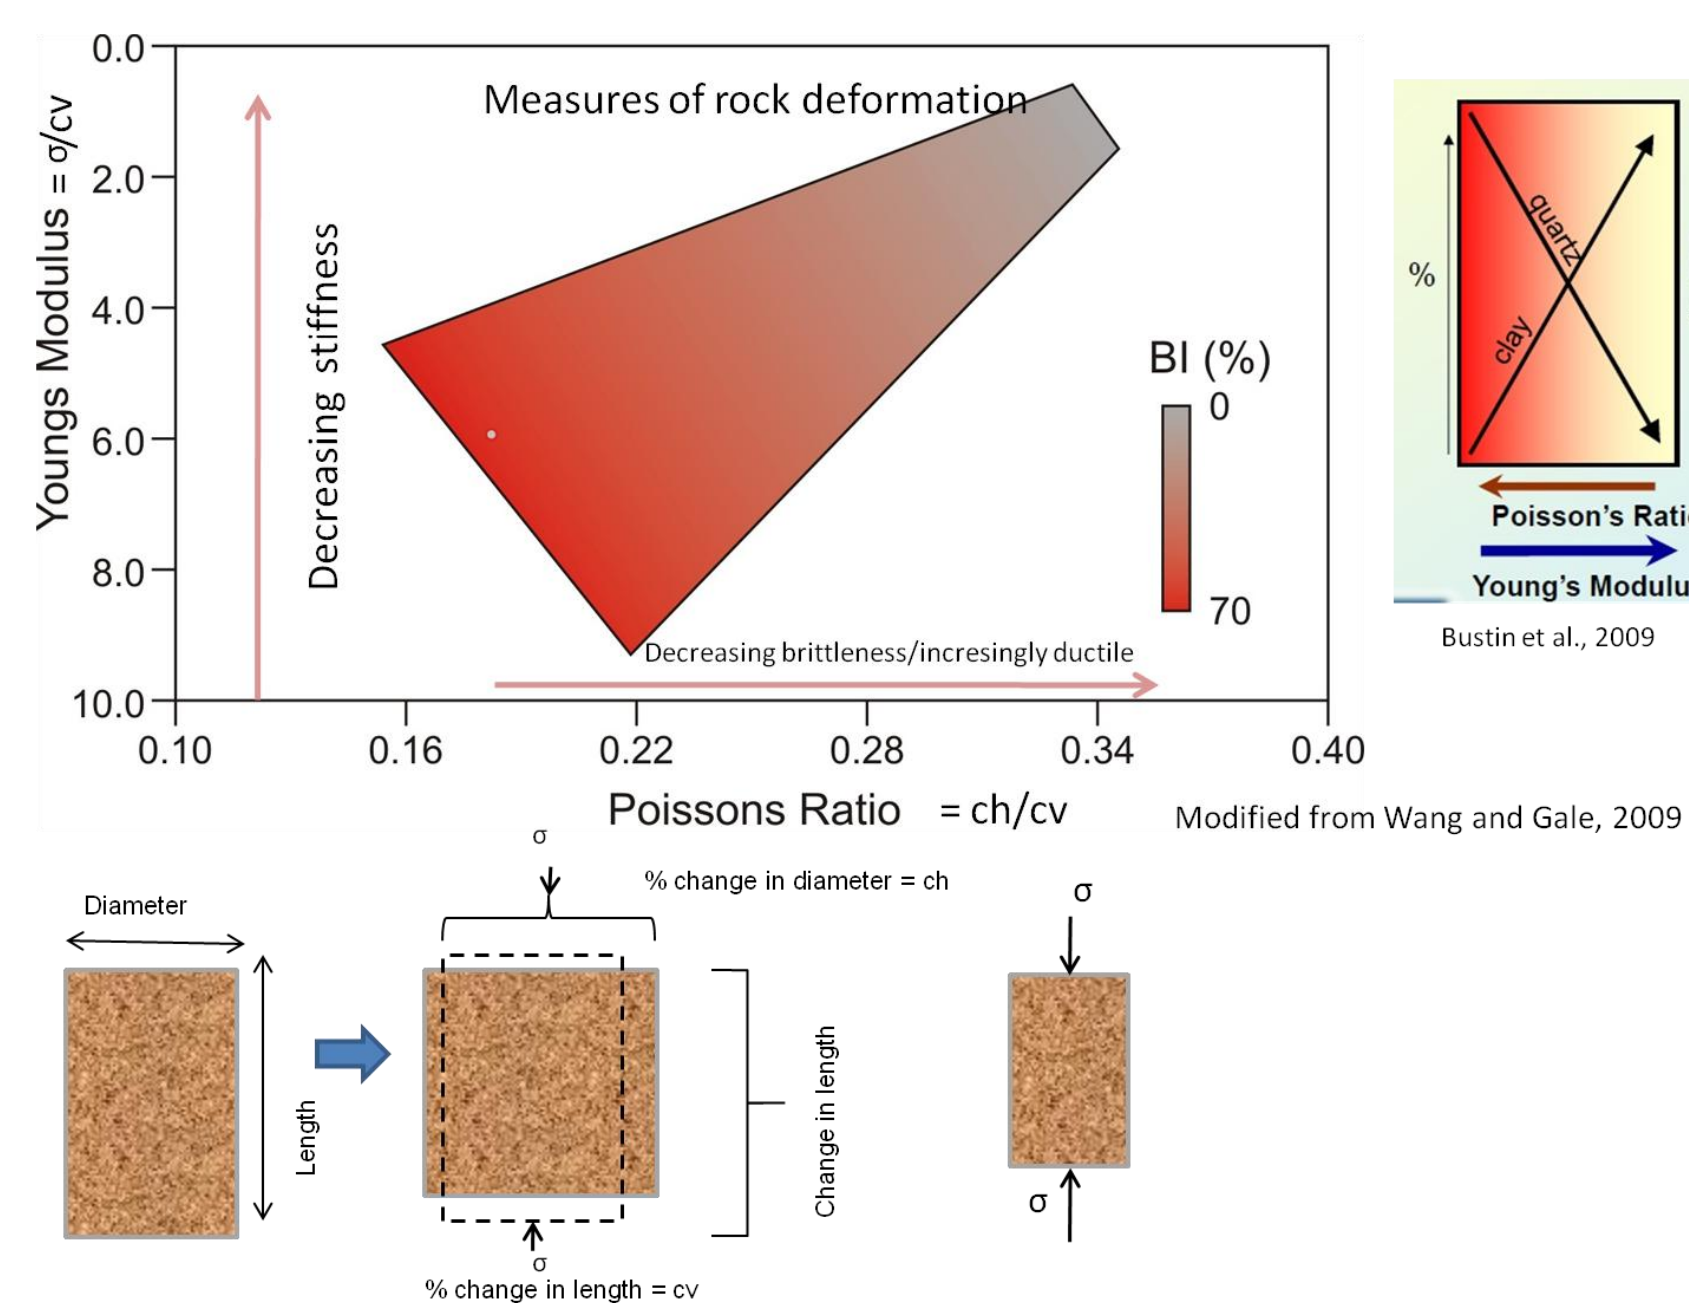 Measures of rock deformation
Youngs Modulus = σ/cv
0.0
2.0
4.0
6.0
8.0
10.0
Decreasing stiffness
BI (%)
0
70
Decreasing brittleness/incresingly ductile
0.10
0.16
0.22
0.28
0.34
0.40
Poissons Ratio = ch/cv
Modified from Wang and Gale, 2009
%
quartz
clay
Poisson's Rati
Young's Modulu
Bustin et al., 2009
Diameter
Length
σ
% change in diameter = ch
Change in length
σ
% change in length = cv
σ
σ